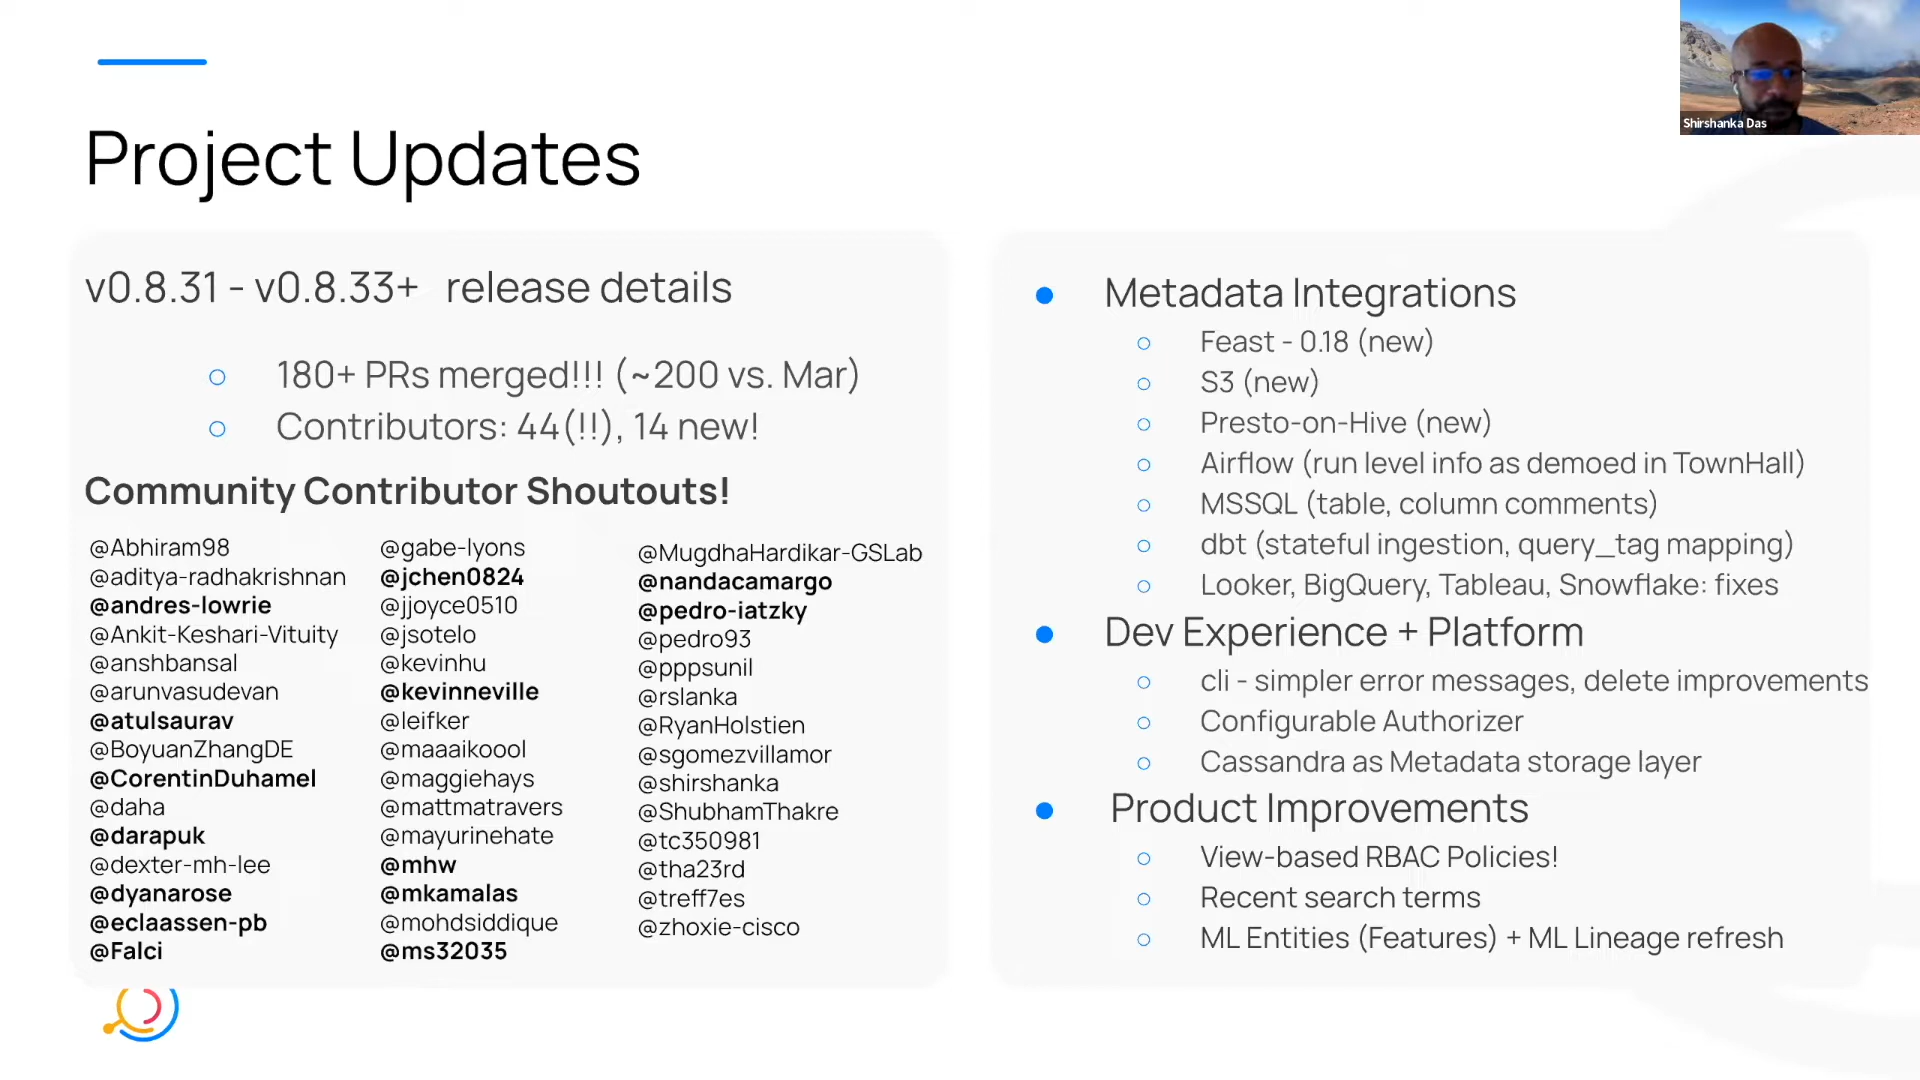 Project Updates
Shirshanka Das
v0.8.31 - v0.8.33+ release details
180+ PRs merged!!! (~200 vs. Mar)
Contributors: 44(!!), 14 new!
Community Contributor Shoutouts!
@Abhiram98
@aditya-radhakrishnan
@andres-lowrie
@Ankit-Keshari-Vituity
@anshbansal
@arunvasudevan
@atulsaurav
@BoyuanZhangDE
@CorentinDuhamel
@daha
@darapuk
@dexter-mh-lee
@dyanarose
@eclaassen-pb
@Falci
@gabe-lyons
@jchen0824
@jjoyce0510
@jsotelo
@kevinhu
@kevinneville
@leifker
@maaaikoool
@maggiehays
@mattmatravers
@mayurinehate
@mhw
@mkamalas
@mohdsiddique
@ms32035
@MugdhaHardikar-GSLab
@nandacamargo
@pedro-iatzky
@pedro93
@pppsunil
@rslanka
@RyanHolstien
@sgomezvillamor
@shirshanka
@ShubhamThakre
@tc350981
@tha23rd
@treff7es
@zhoxie-cisco
Metadata Integrations
Feast - 0.18 (new)
S3 (new)
Presto-on-Hive (new)
Airflow (run level info as demoed in TownHall)
MSSQL (table, column comments)
dbt (stateful ingestion, query_tag mapping)
Looker, BigQuery, Tableau, Snowflake: fixes
Dev Experience + Platform
cli - simpler error messages, delete improvements
Configurable Authorizer
Cassandra as Metadata storage layer
Product Improvements
View-based RBAC Policies!
Recent search terms
ML Entities (Features) + ML Lineage refresh